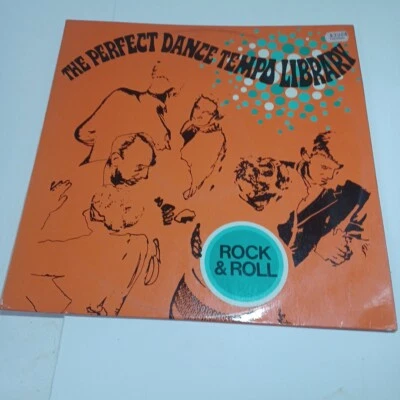 THE PERFECT DANCE TEMPO LIBRARY
ROCK
& ROLL